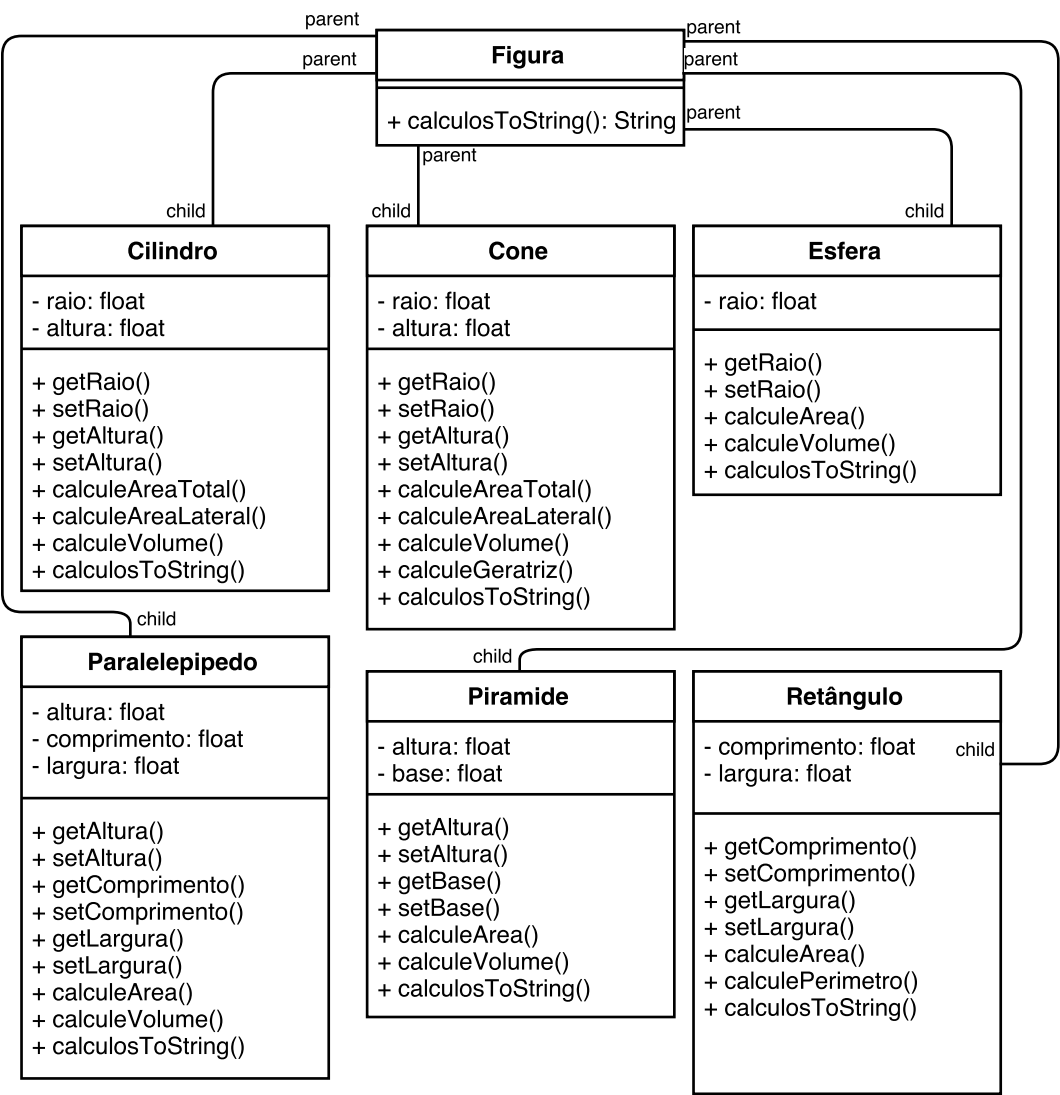 parent
Figura
parent
parent
parent
+ calculosToString(): String
parent
parent
child
child
child
Cilindro
- raio: float
- altura: float
+ getRaio()
+ setRaio()
+ getAltura()
+ setAltura()
+ calculeAreaTotal()
+ calculeAreaLateral()
+ calculeVolume()
+ calculosToString()
Cone
- raio: float
- altura: float
+ getRaio()
+ setRaio()
+ getAltura()
+ setAltura()
+ calculeAreaTotal()
+ calculeAreaLateral()
+ calculeVolume()
+ calculeGeratriz()
+ calculosToString()
Esfera
- raio: float
+ getRaio()
+ setRaio()
+ calculeArea()
+ calculeVolume()
+ calculosToString()
child
Paralelepipedo
- altura: float
- comprimento: float
- largura: float
+ getAltura()
+ setAltura()
+ getComprimento()
+ setComprimento()
+ getLargura()
+ setLargura()
+ calculeArea()
+ calculeVolume()
+ calculosToString()
child
Piramide
- altura: float
- base: float
+ getAltura()
+ setAltura()
+ getBase()
+ setBase()
+ calculeArea()
+ calculeVolume()
+ calculosToString()
Retângulo
- comprimento: float
child
- largura: float
+ getComprimento()
+ setComprimento()
+ getLargura()
+ setLargura()
+ calculeArea()
+ calculePerimetro()
+ calculosToString()